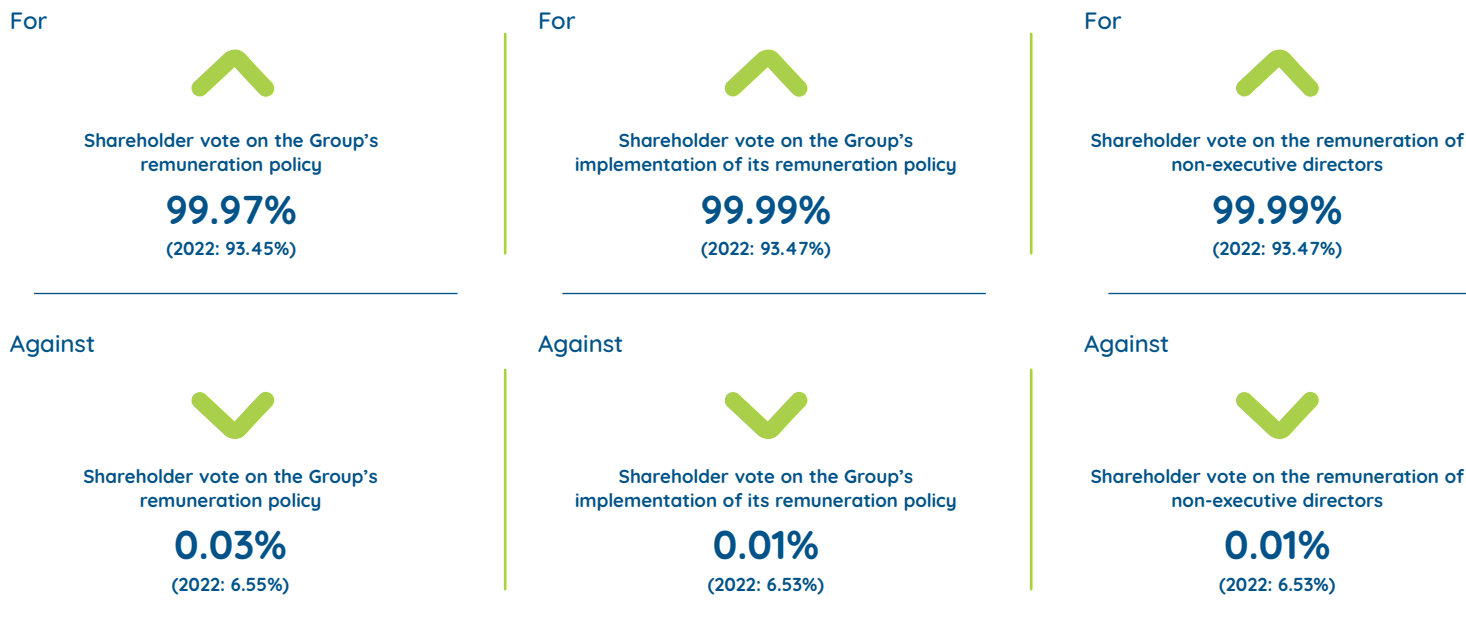 For
Shareholder vote on the Group's
remuneration policy
99.97%
(2022: 93.45%)
For
Shareholder vote on the Group's
implementation of its remuneration policy
99.99%
(2022: 93.47%)
For
Shareholder vote on the remuneration of
non-executive directors
99.99%
(2022: 93.47%)
Against
Shareholder vote on the Group's
remuneration policy
0.03%
(2022: 6.55%)
Against
Shareholder vote on the Group's
implementation of its remuneration policy
0.01%
(2022: 6.53%)
Against
Shareholder vote on the remuneration of
non-executive directors
0.01%
(2022: 6.53%)